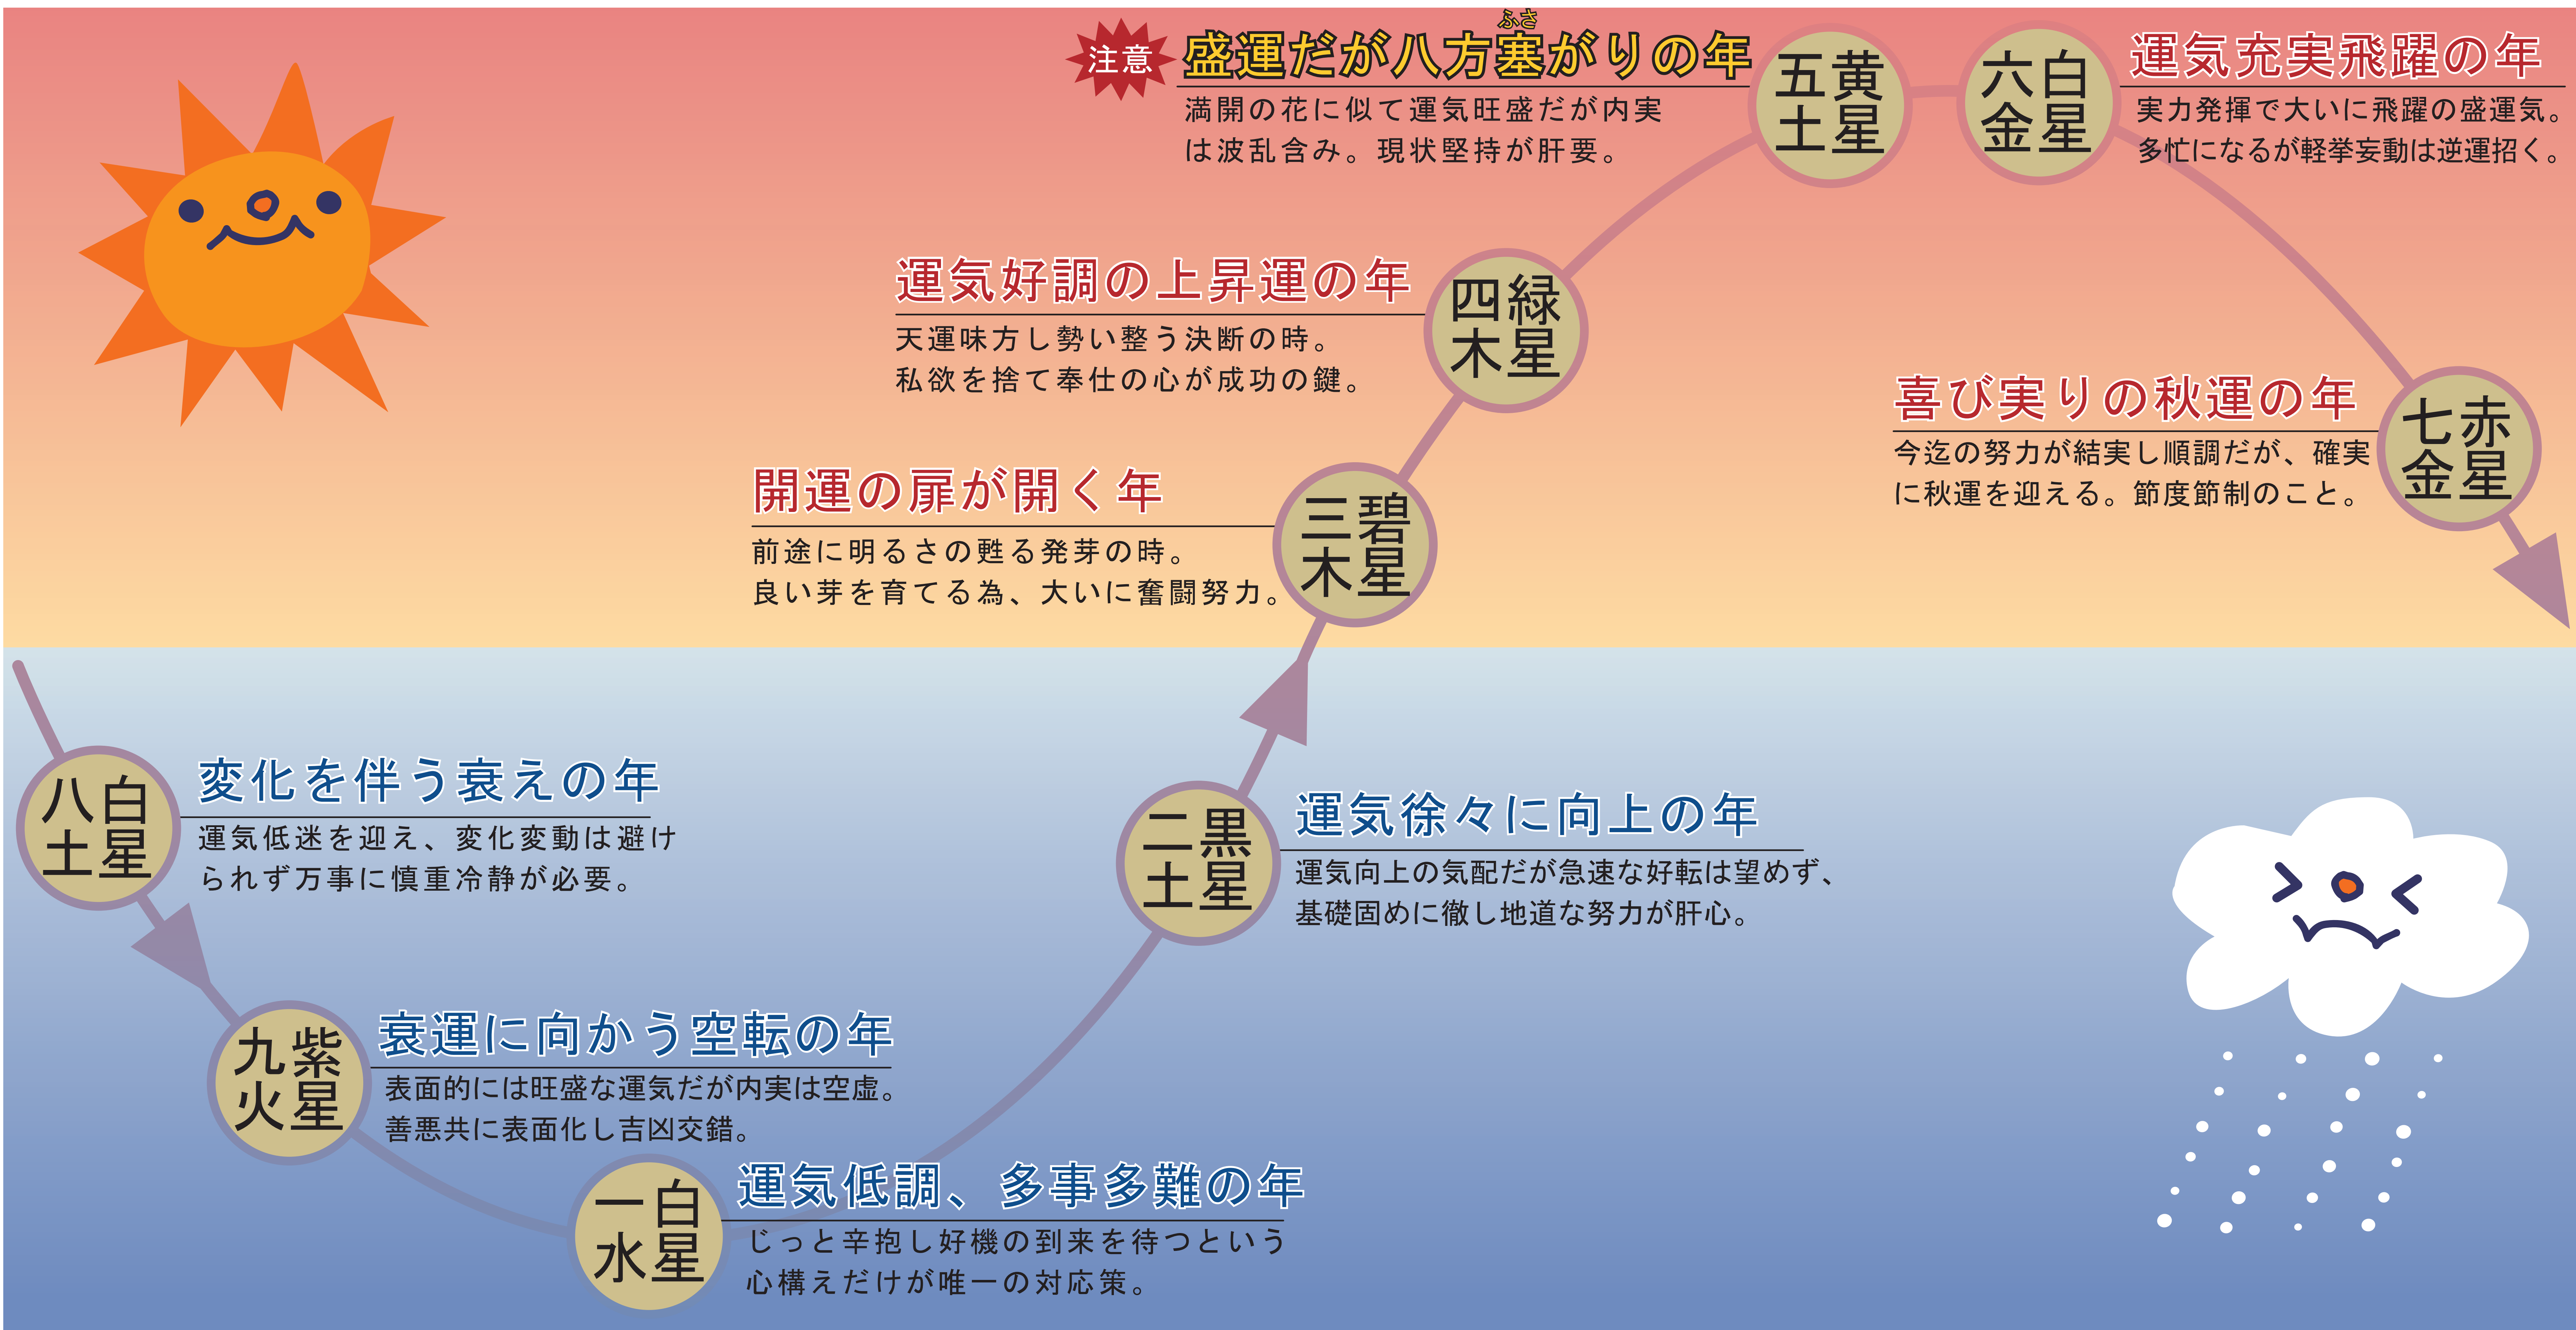 注意
ふさ
盛運だが八方塞がりの年
満開の花に似て運気旺盛だが内実
は波乱含み。現状堅持が肝要。
五黄
土星
六白
金星
運気充実飛躍の年
実力発揮で大いに飛躍の盛運気。
多忙になるが軽挙妄動は逆運招く。
運気好調の上昇運の年
天運味方し勢い整う決断の時。
私欲を捨て奉仕の心が成功の鍵。
四緑
木星
喜び実りの秋運の年
今迄の努力が結実し順調だが、確実
に秋運を迎える。節度節制のこと。
七赤
金星
開運の扉が開く年
前途に明るさの甦る発芽の時。
良い芽を育てる為、大いに奮闘努力。
三碧
木星
八白
土星
変化を伴う衰えの年
運気低迷を迎え、変化変動は避け
られず万事に慎重冷静が必要。
二黒
土星
運気徐々に向上の年
運気向上の気配だが急速な好転は望めず、
基礎固めに徹し地道な努力が肝心。
九紫
火星
衰運に向かう空転の年
表面的には旺盛な運気だが内実は空虚。
善悪共に表面化し吉凶交錯。
一白
水星
運気低調、多事多難の年
じっと辛抱し好機の到来を待つという
心構えだけが唯一の対応策。